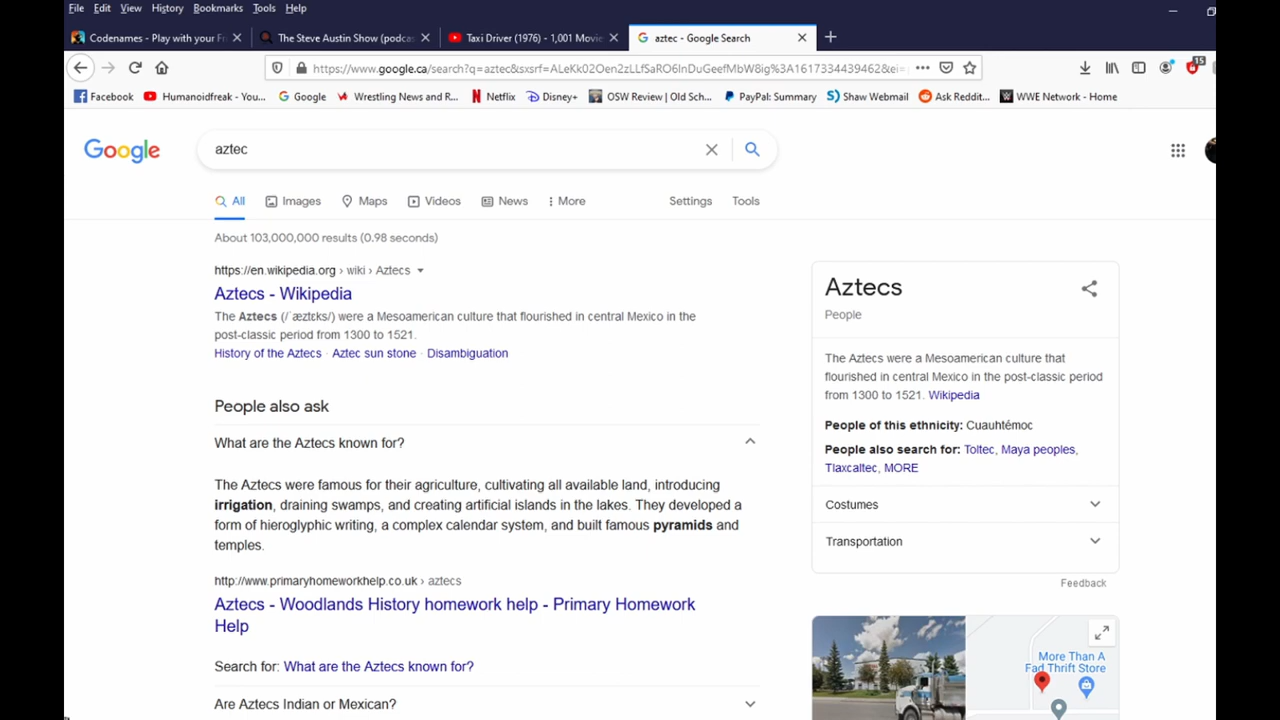 File Edit View History Bookmarks Tools Help
Codenames - Play with your Fri
The Steve Austin Show (podcas
Taxi Driver (1976) - 1,001 Movie
aztec - Google Search
https://www.google.ca/search?q=aztec&sxsrf=ALeKk02Oen2zLLfSaRO6lnDuGeefMbW8ig%3A1617334439462&ei=
15
Facebook
Humanoidfreak - You...
Google
Wrestling News and R...
Netflix
Disney+
OSW Review | Old Sch...
PayPal: Summary
Shaw Webmail
Ask Reddit...
WWE Network - Home
Google
aztec
All Images Maps Videos News More Settings Tools
About 103,000,000 results (0.98 seconds)
https://en.wikipedia.org › wiki › Aztecs
Aztecs - Wikipedia
The Aztecs (/ˈæztɛks/) were a Mesoamerican culture that flourished in central Mexico in the
post-classic period from 1300 to 1521.
History of the Aztecs · Aztec sun stone · Disambiguation
People also ask
What are the Aztecs known for?
The Aztecs were famous for their agriculture, cultivating all available land, introducing
irrigation, draining swamps, and creating artificial islands in the lakes. They developed a
form of hieroglyphic writing, a complex calendar system, and built famous pyramids and
temples.
http://www.primaryhomeworkhelp.co.uk › aztecs
Aztecs - Woodlands History homework help - Primary Homework
Help
Search for: What are the Aztecs known for?
Are Aztecs Indian or Mexican?
Aztecs
People
The Aztecs were a Mesoamerican culture that
flourished in central Mexico in the post-classic period
from 1300 to 1521. Wikipedia
People of this ethnicity: Cuauhtémoc
People also search for: Toltec, Maya peoples,
Tlaxcaltec, MORE
Costumes
Transportation
Feedback
More Than A
Fad Thrift Store